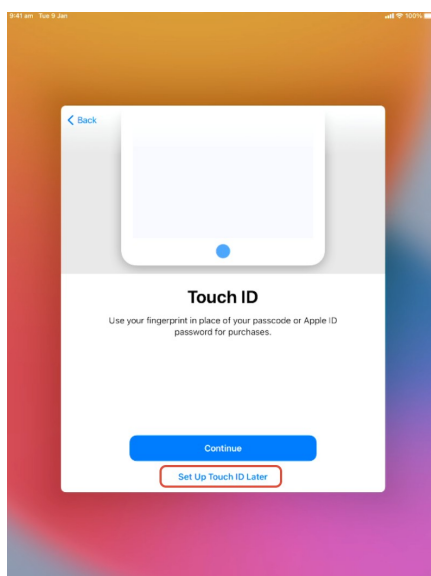 9:41 am Tue 9 Jan
100%
Back
Touch ID
Use your fingerprint in place of your passcode or Apple ID
password for purchases.
Continue
Set Up Touch ID Later